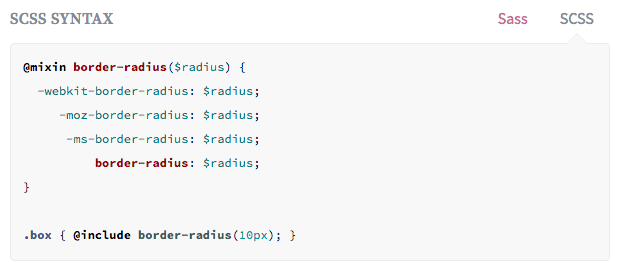 SCSS SYNTAX Sass SCSS
@mixin border-radius($radius) {
  -webkit-border-radius: $radius;
     -moz-border-radius: $radius;
      -ms-border-radius: $radius;
          border-radius: $radius;
}

.box { @include border-radius(10px); }